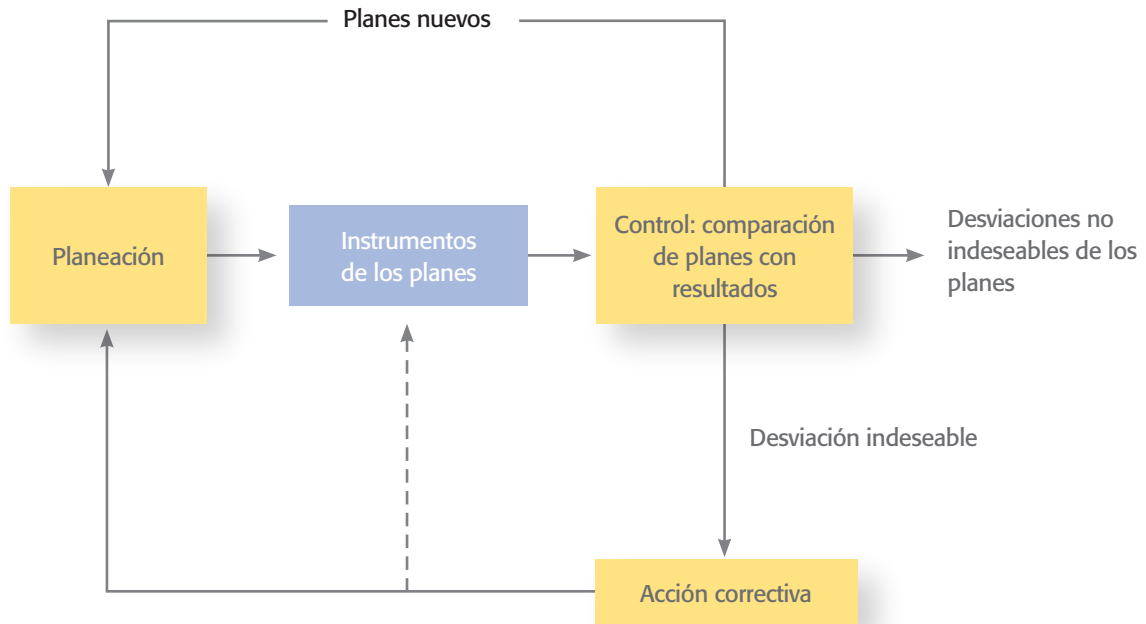 Planes nuevos
Planeación
Instrumentos
de los planes
Control: comparación
de planes con
resultados
Desviaciones no
indeseables de los
planes
Desviación indeseable
Acción correctiva